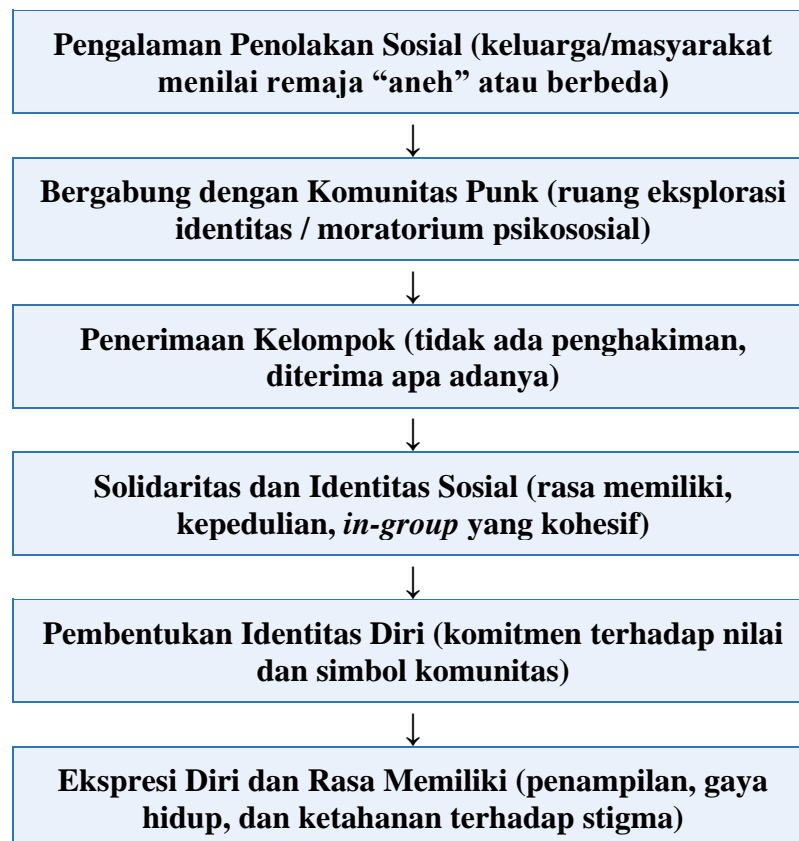 Pengalaman Penolakan Sosial (keluarga/masyarakat
menilai remaja “aneh” atau berbeda)
↓
Bergabung dengan Komunitas Punk (ruang eksplorasi
identitas / moratorium psikososial)
↓
Penerimaan Kelompok (tidak ada penghakiman,
diterima apa adanya)
↓
Solidaritas dan Identitas Sosial (rasa memiliki,
kepedulian, in-group yang kohesif)
↓
Pembentukan Identitas Diri (komitmen terhadap nilai
dan simbol komunitas)
↓
Ekspresi Diri dan Rasa Memiliki (penampilan, gaya
hidup, dan ketahanan terhadap stigma)